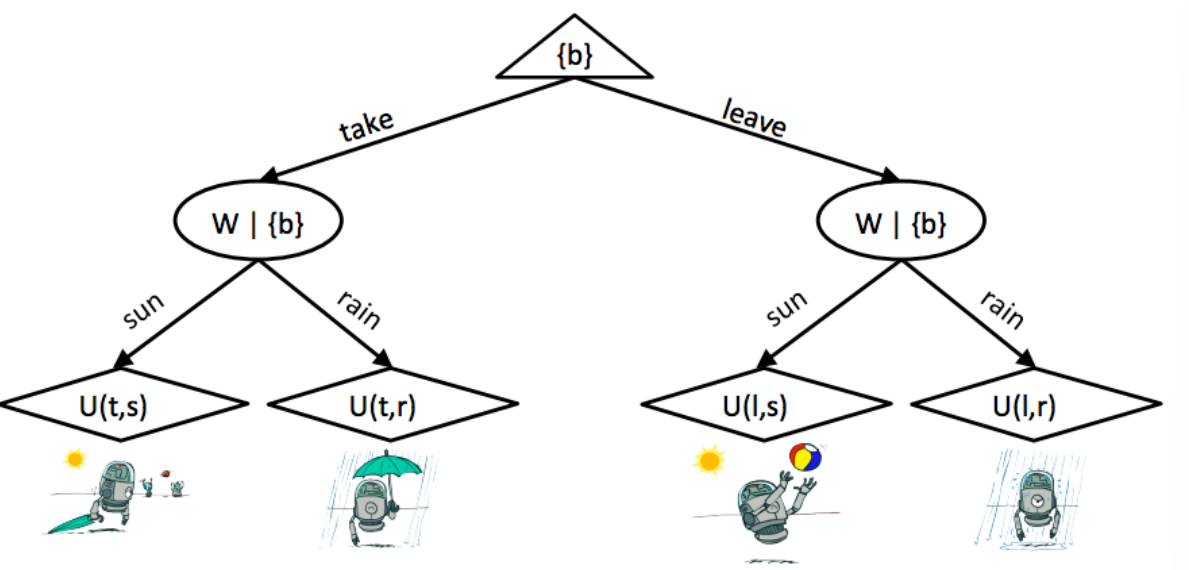 {b}
take
leave
W | {b}
W | {b}
sun
rain
sun
rain
U(t,s)
U(t,r)
U(l,s)
U(l,r)